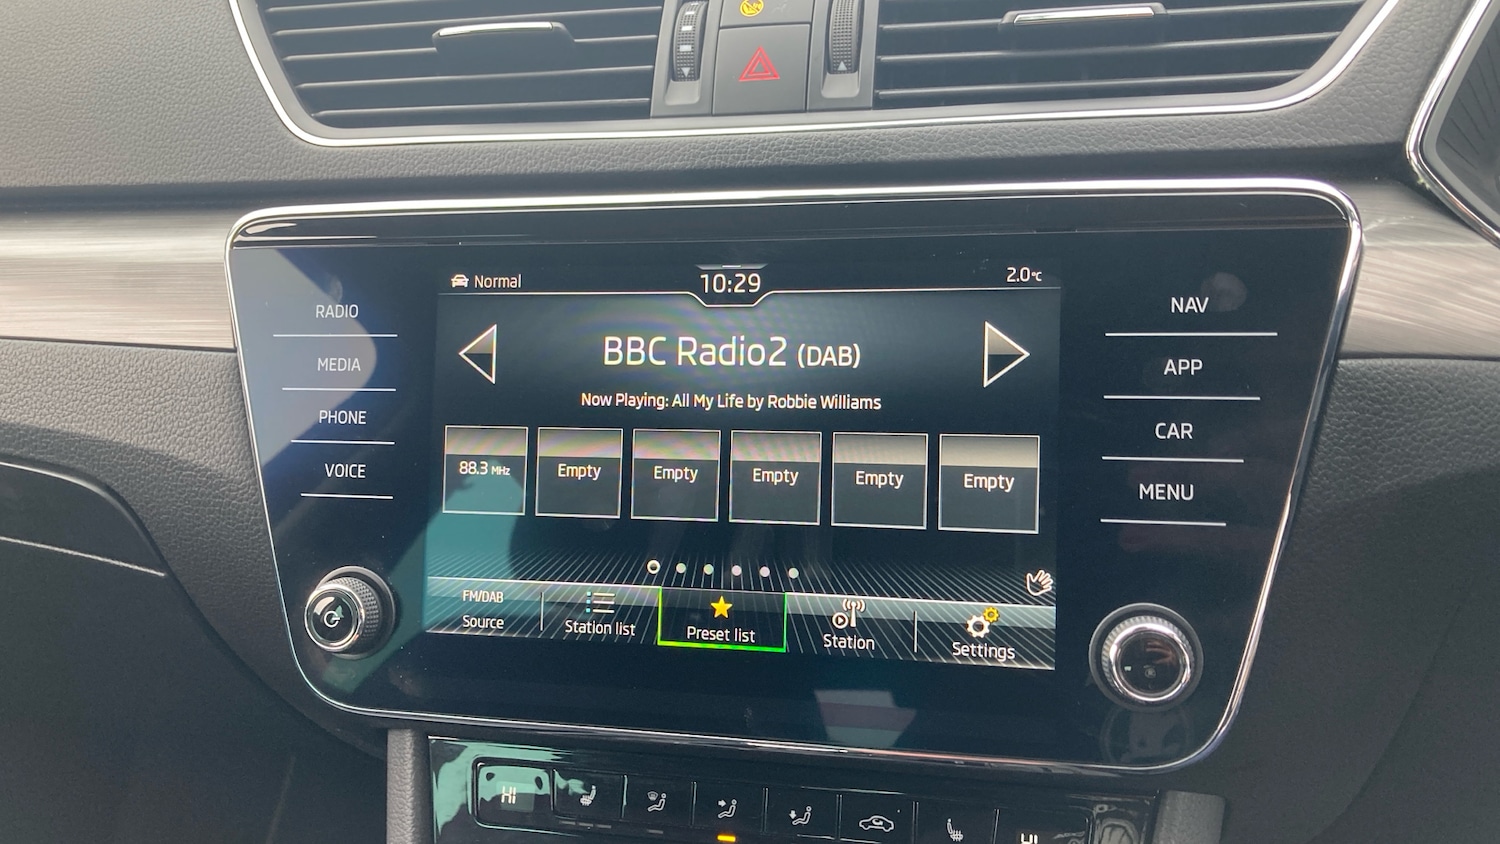 Normal
10:29
2.0°C
RADIO
MEDIA
PHONE
VOICE
BBC Radio2 (DAB)
Now Playing: All My Life by Robbie Williams
88.3 MHz
Empty
Empty
Empty
Empty
Empty
FM/DAB
Source
Station list
Preset list
Station
Settings
NAV
APP
CAR
MENU
HI
HI